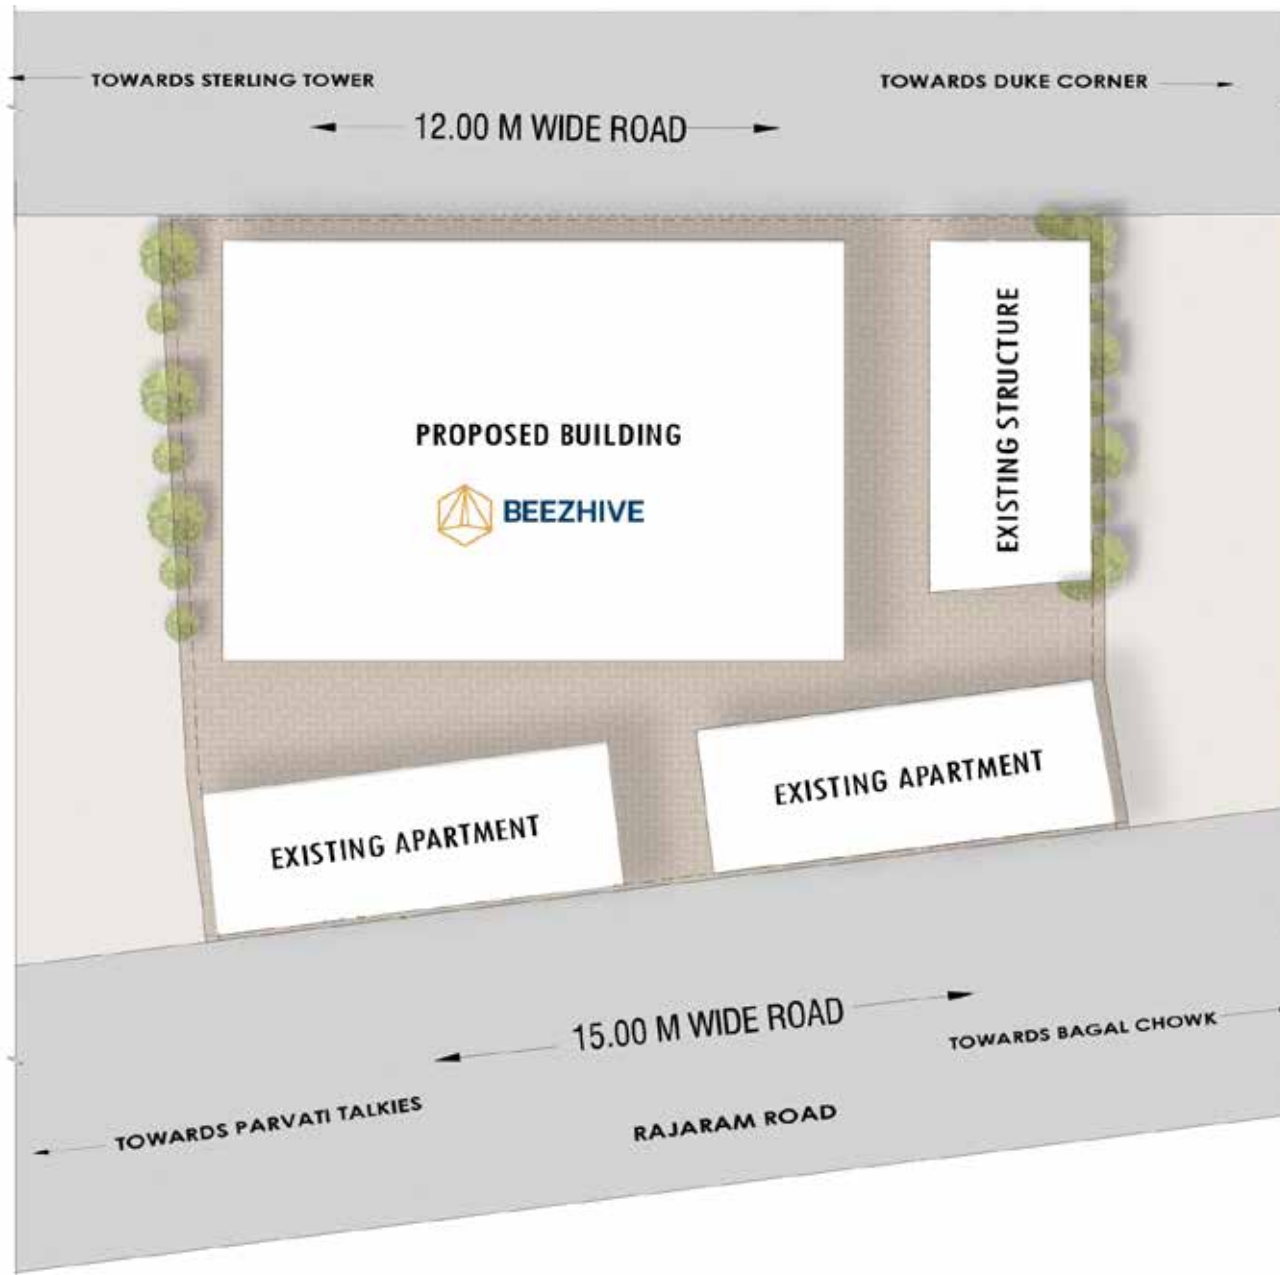 TOWARDS STERLING TOWER
TOWARDS DUKE CORNER
12.00 M WIDE ROAD
PROPOSED BUILDING
BEEZHIVE
EXISTING STRUCTURE
EXISTING APARTMENT
EXISTING APARTMENT
15.00 M WIDE ROAD
TOWARDS BAGAL CHOWK
TOWARDS PARVATI TALKIES
RAJARAM ROAD